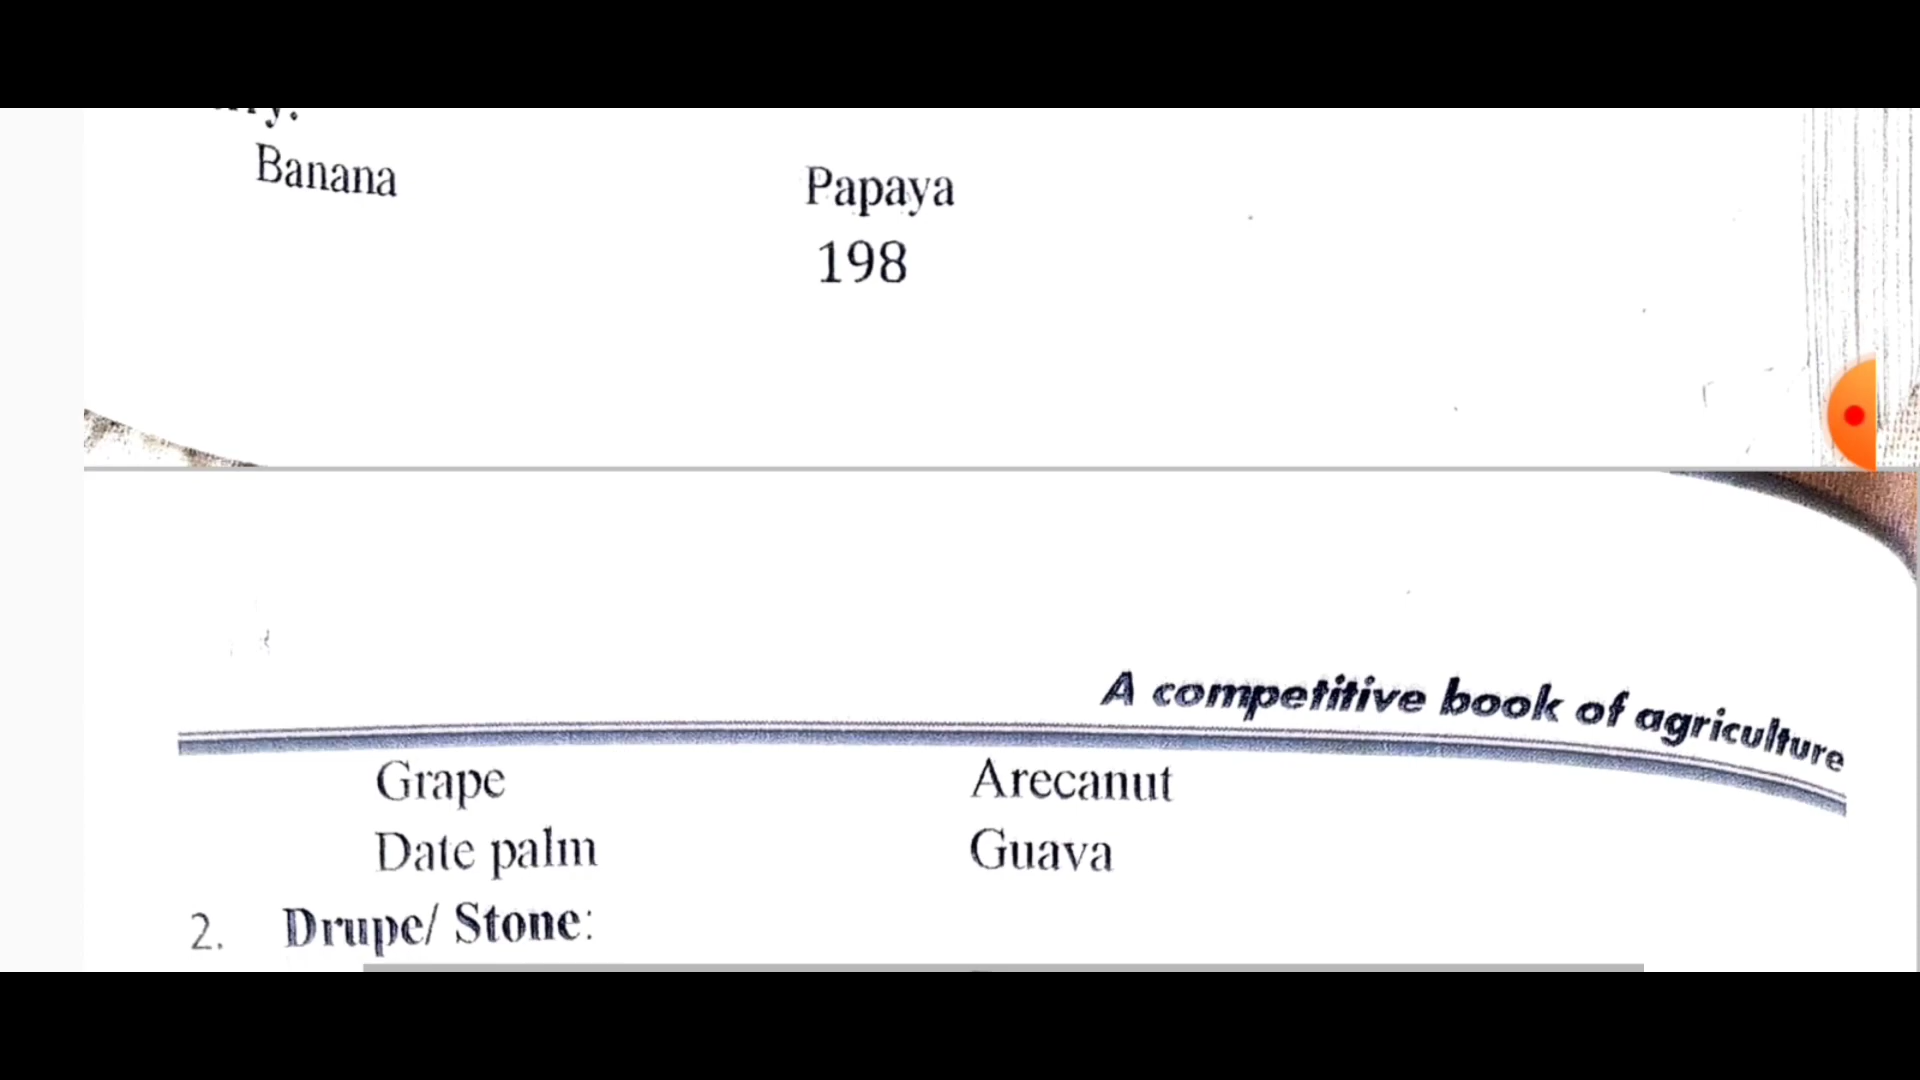 Banana
Papaya
198
A competitive book of agriculture
Grape
Arecanut
Date palm
Guava
2. Drupe/ Stone: